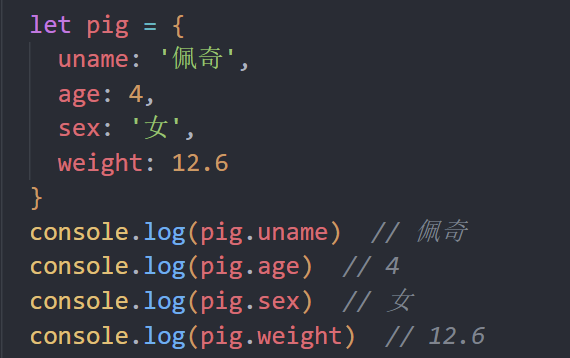 let pig = {
  uname: '佩奇',
  age: 4,
  sex: '女',
  weight: 12.6
}
console.log(pig.uname)  // 佩奇
console.log(pig.age)  // 4
console.log(pig.sex)  // 女
console.log(pig.weight)  // 12.6